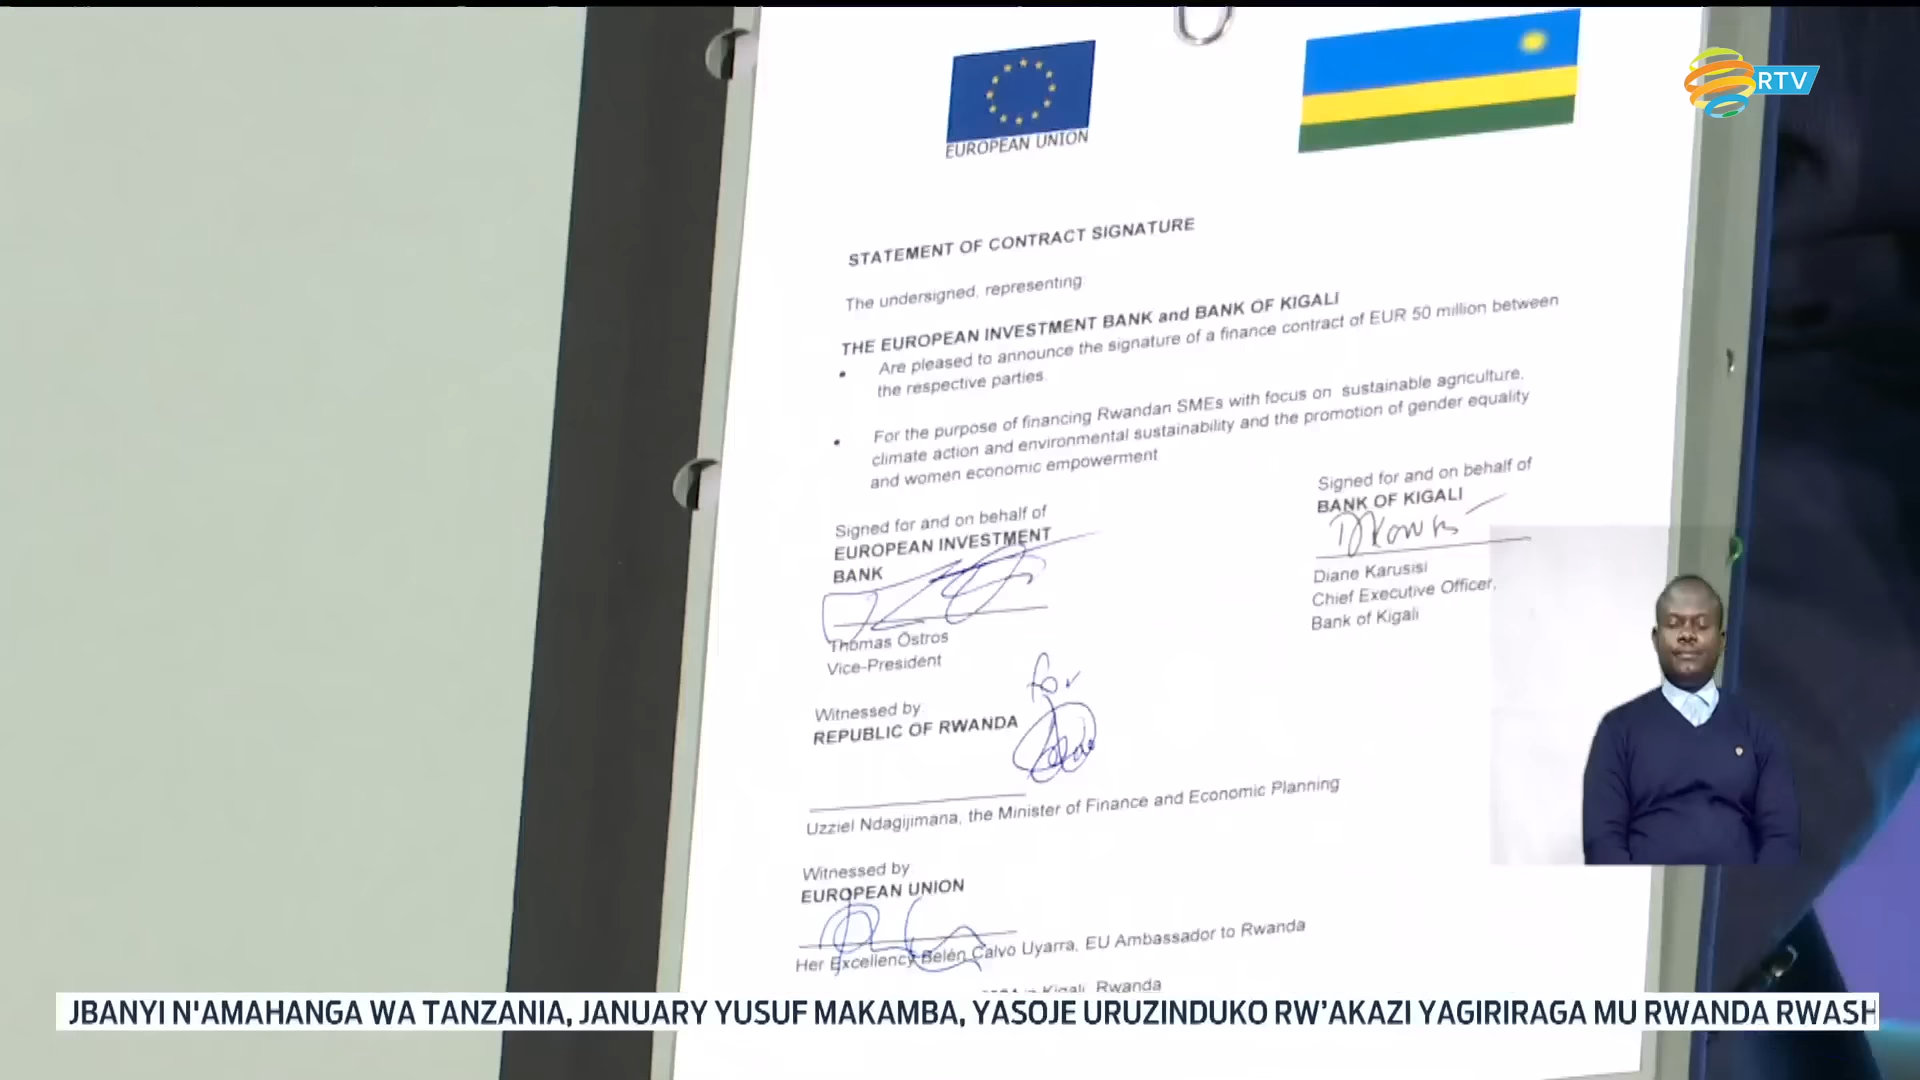 RTV
EUROPEAN UNION
STATEMENT OF CONTRACT SIGNATURE
The undersigned, representing
THE EUROPEAN INVESTMENT BANK and BANK OF KIGALI
• Are pleased to announce the signature of a finance contract of EUR 50 million between
the respective parties.
• For the purpose of financing Rwandan SMEs with focus on sustainable agriculture,
climate action and environmental sustainability and the promotion of gender equality
and women economic empowerment
Signed for and on behalf of
EUROPEAN INVESTMENT
BANK
Thomas Östros
Vice-President
Signed for and on behalf of
BANK OF KIGALI
Diane Karusisi
Chief Executive Officer,
Bank of Kigali
Witnessed by
REPUBLIC OF RWANDA
for
Uzziel Ndagijimana, the Minister of Finance and Economic Planning
Witnessed by
EUROPEAN UNION
Her Excellency Belén Calvo Uyarra, EU Ambassador to Rwanda
Kigali, Rwanda
JBANYI N'AMAHANGA WA TANZANIA, JANUARY YUSUF MAKAMBA, YASOJE URUZINDUKO RW'AKAZI YAGIRIRAGA MU RWANDA RWASH